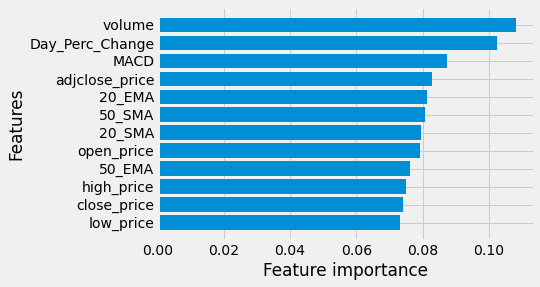 volume
Day_Perc_Change
MACD
adjclose_price
20_EMA
50_SMA
20_SMA
open_price
50_EMA
high_price
close_price
low_price
Features
0.00 0.02 0.04 0.06 0.08 0.10
Feature importance